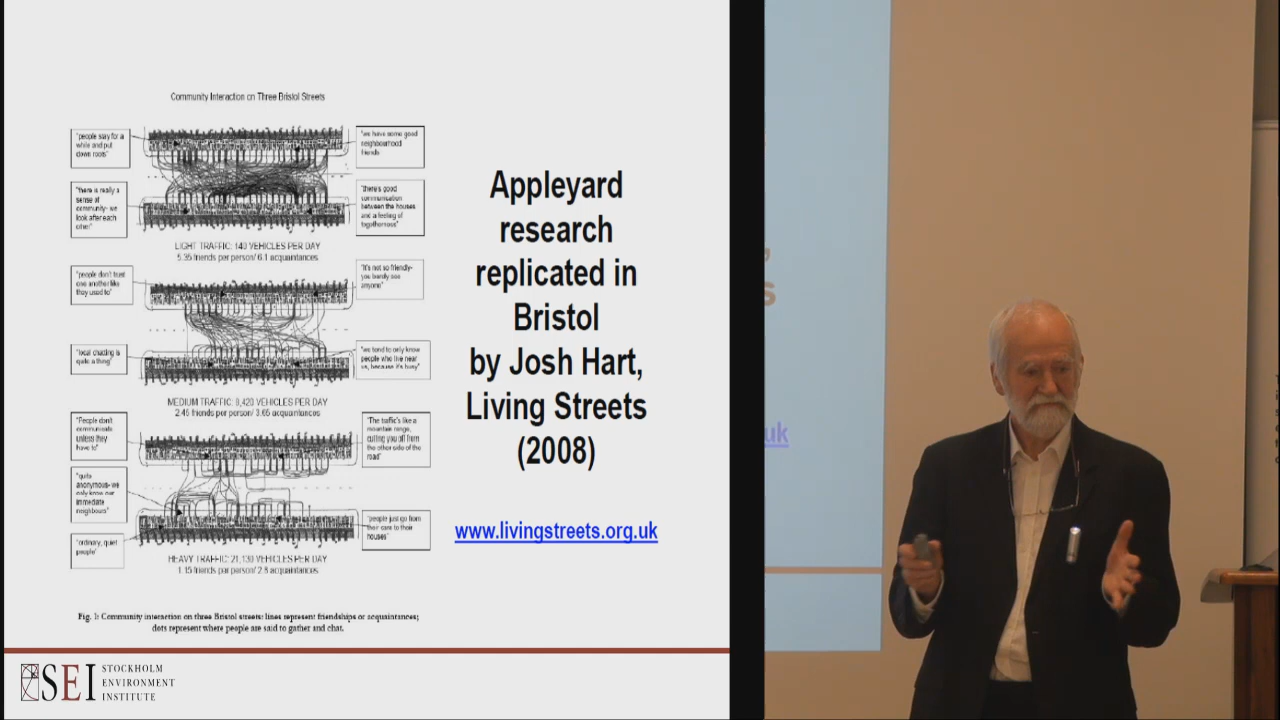 Community Interaction on Three Bristol Streets
"people stay for a
while and put
down roots"
"we have some good
neighbourhood
friends
"there is really a
sense of
community- we
look after each
other"
"there's good
communication
between the houses
and a feeling of
togetherness"
LIGHT TRAFFIC: 140 VEHICLES PER DAY
5.35 friends per person/ 6.1 acquaintances
"people don't trust
one another like
they used to"
"it's not so friendly-
you barely see
anyone"
"local chatting is
quite a thing"
"we tend to only know
people who live near
us, because it's busy"
MEDIUM TRAFFIC: 8,420 VEHICLES PER DAY
2.45 friends per person/ 3.65 acquaintances
"People don't
communicate
unless they
have to"
"The traffic's like a
mountain range,
cutting you off from
the other side of the
road"
"quite
anonymous- we
only know our
immediate
neighbours"
"people just go from
their cars to their
houses"
"ordinary, quiet
people"
HEAVY TRAFFIC: 21,130 VEHICLES PER DAY
1.15 friends per person/ 2.8 acquaintances
Fig. 1: Community interaction on three Bristol streets: lines represent friendships or acquaintances;
dots represent where people are said to gather and chat.
Appleyard
research
replicated in
Bristol
by Josh Hart,
Living Streets
(2008)
www.livingstreets.org.uk
SEI STOCKHOLM
ENVIRONMENT
INSTITUTE
uk